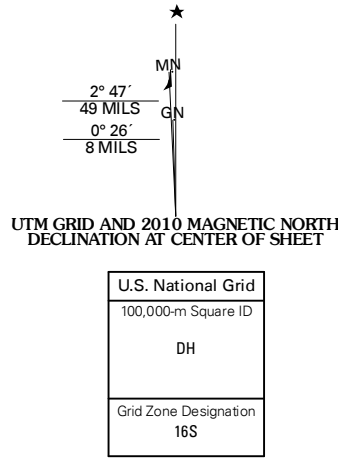 ★
MN
2° 47´
49 MILS
GN
0° 26´
8 MILS
UTM GRID AND 2010 MAGNETIC NORTH
DECLINATION AT CENTER OF SHEET
U.S. National Grid
100,000-m Square ID
DH
Grid Zone Designation
16S